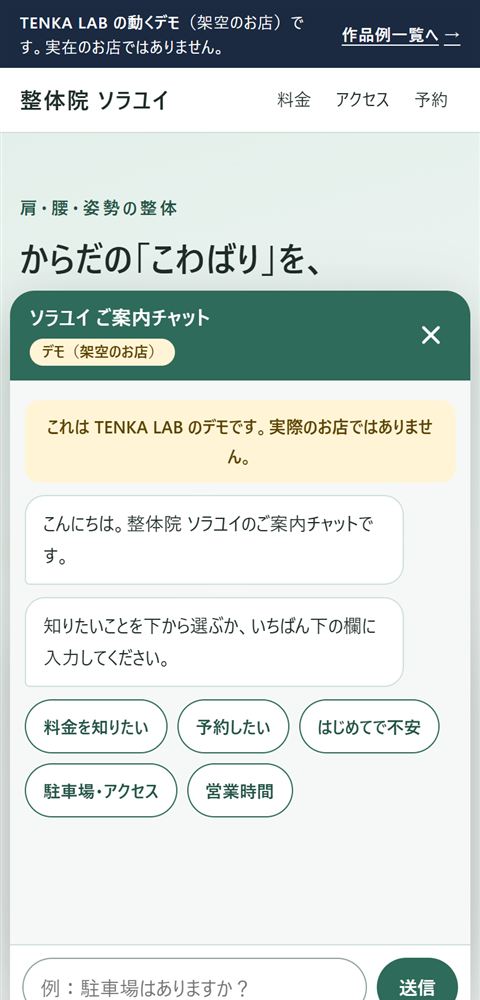 TENKA LAB の動くデモ（架空のお店）で
す。実在のお店ではありません。
作品例一覧へ →
整体院 ソラユイ
料金 アクセス 予約
肩・腰・姿勢の整体
からだの「こわばり」を、
ソラユイ ご案内チャット
デモ（架空のお店）
これは TENKA LAB のデモです。実際のお店ではありませ
ん。
こんにちは。整体院 ソラユイのご案内チャットで
す。
知りたいことを下から選ぶか、いちばん下の欄に
入力してください。
料金を知りたい 予約したい はじめてで不安
駐車場・アクセス 営業時間
例：駐車場はありますか？ 送信